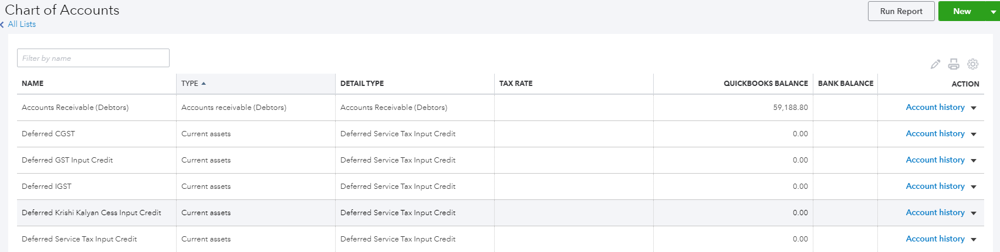 Chart of Accounts
Run Report
New
All Lists
Filter by name
NAME TYPE DETAIL TYPE TAX RATE QUICKBOOKS BALANCE BANK BALANCE ACTION
Accounts Receivable (Debtors) Accounts receivable (Debtors) Accounts Receivable (Debtors) 59,188.80 Account history
Deferred CGST Current assets Deferred Service Tax Input Credit 0.00 Account history
Deferred GST Input Credit Current assets Deferred Service Tax Input Credit 0.00 Account history
Deferred IGST Current assets Deferred Service Tax Input Credit 0.00 Account history
Deferred Krishi Kalyan Cess Input Credit Current assets Deferred Service Tax Input Credit 0.00 Account history
Deferred Service Tax Input Credit Current assets Deferred Service Tax Input Credit 0.00 Account history